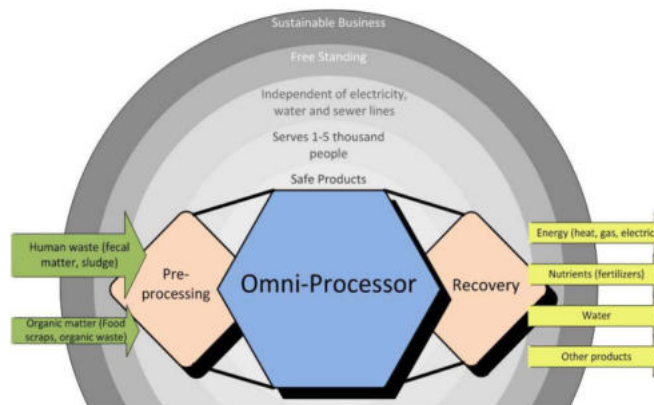 Sustainable Business
Free Standing
Independent of electricity,
water and sewer lines
Serves 1-5 thousand
people
Safe Products
Human waste (fecal
matter, sludge)
Organic matter (Food
scraps, organic waste)
Pre-
processing
Omni-Processor
Recovery
Energy (heat, gas, electric
Nutrients (fertilizers)
Water
Other products